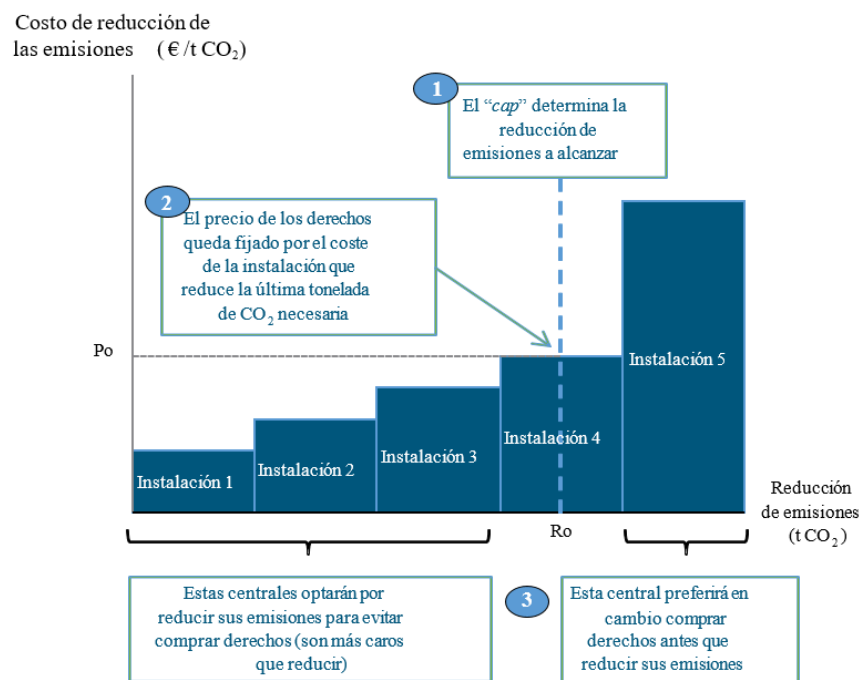 Costo de reducción de
las emisiones (€/t CO₂)
1
El “cap” determina la
reducción de
emisiones a alcanzar
2
El precio de los derechos
queda fijado por el coste
de la instalación que
reduce la última tonelada
de CO₂ necesaria
Po
Instalación 1
Instalación 2
Instalación 3
Instalación 4
Instalación 5
Ro
Reducción
de emisiones
(t CO₂)
Estas centrales optarán por
reducir sus emisiones para evitar
comprar derechos (son más caros
que reducir)
3
Esta central preferirá en
cambio comprar
derechos antes que
reducir sus emisiones